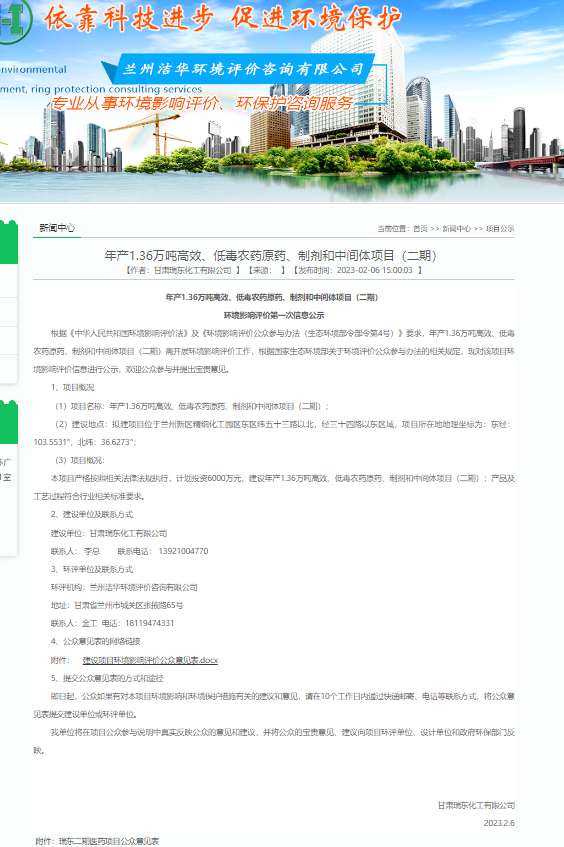 依靠科技进步 促进环境保护
nvironmental
兰州洁华环境评价咨询有限公司
ment, ring protection consulting services
专业从事环境影响评价、环保护咨询服务
新闻中心
当前位置：首页 >> 新闻中心 >> 项目公示
年产1.36万吨高效、低毒农药原药、制剂和中间体项目（二期）
【作者：甘肃瑞东化工有限公司 】【来源： 】【发布时间：2023-02-06 15:00:03 】
年产1.36万吨高效、低毒农药原药、制剂和中间体项目（二期）
环境影响评价第一次信息公示
根据《中华人民共和国环境影响评价法》及《环境影响评价公众参与办法（生态环境部令部令第4号）》要求，年产1.36万吨高效、低毒
农药原药、制剂和中间体项目（二期）需开展环境影响评价工作，根据国家生态环境部关于环境评价公众参与办法的相关规定，现对该项目环
境影响评价信息进行公示，欢迎公众参与并提出宝贵意见。
1、项目概况
（1）项目名称：年产1.36万吨高效、低毒农药原药、制剂和中间体项目（二期）；
（2）建设地点：拟建项目位于兰州新区精细化工园区东区纬五十三路以北，经三十四路以东区域，项目所在地地理坐标为：东经：
103.5531°，北纬：36.6273°；
（3）项目概况：
本项目严格按照相关法律法规执行，计划投资6000万元，建设年产1.36万吨高效、低毒农药原药、制剂和中间体项目（二期）；产品及
工艺过程符合行业相关标准要求。
2、建设单位及联系方式
建设单位：甘肃瑞东化工有限公司
联系人： 李总 联系电话： 13921004770
3、环评单位及联系方式
环评机构：兰州洁华环境评价咨询有限公司
地址：甘肃省兰州市城关区张掖路65号
联系人：金工 电话：18119474331
4、公众意见表的网络链接
附件： 建设项目环境影响评价公众意见表.docx
5、提交公众意见表的方式和途径
即日起，公众如果有对本项目环境影响和环境保护措施有关的建议和意见，请在10个工作日内通过快递邮寄、电话等联系方式，将公众意
见表提交建设单位或环评单位。
我单位将在项目公众参与说明中真实反映公众的意见和建议，并将公众的宝贵意见、建议向项目环评单位、设计单位和政府环保部门反
映。
甘肃瑞东化工有限公司
2023.2.6
附件：瑞东二期医药项目公众意见表